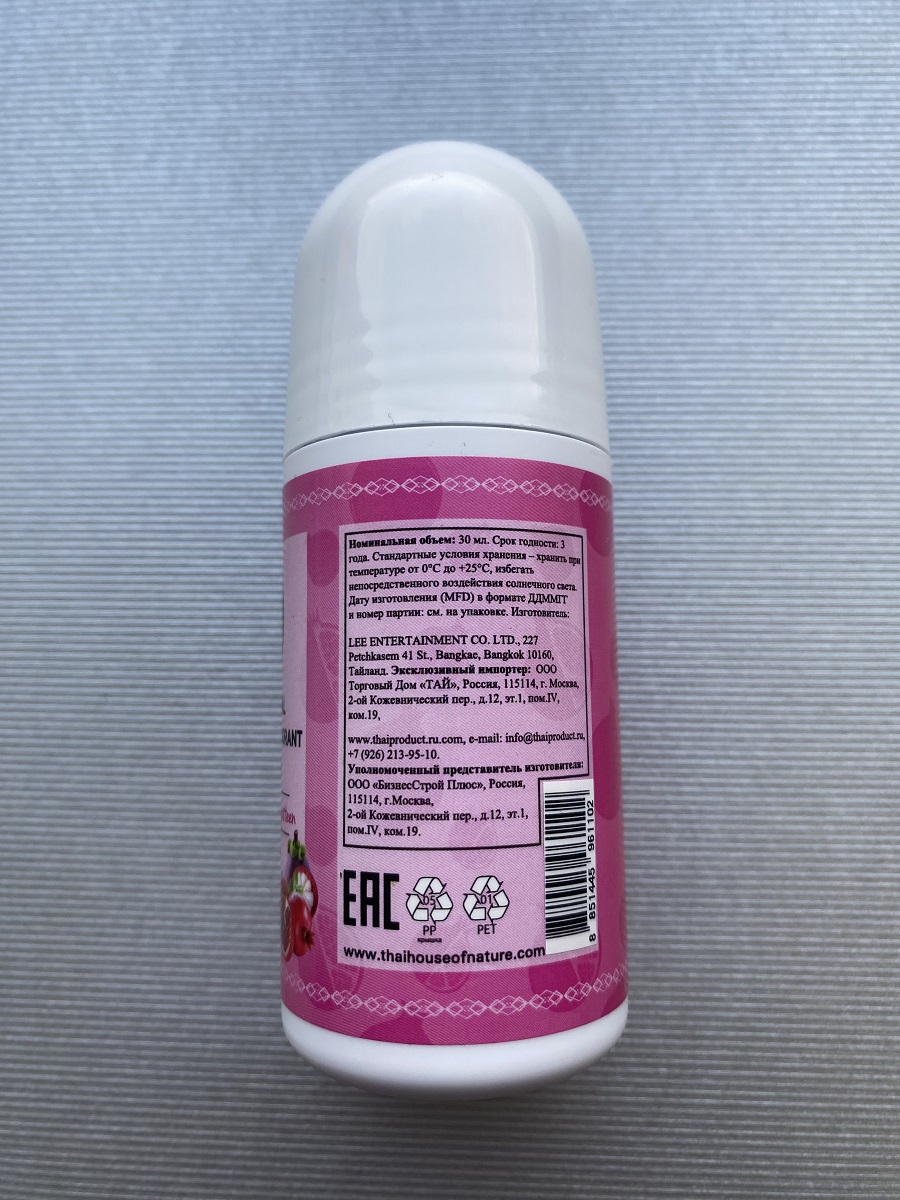 Номинальная объем: 30 мл. Срок годности: 3
года. Стандартные условия хранения – хранить при
температуре от 0°С до +25°С, избегать
непосредственного воздействия солнечного света.
Дату изготовления (MFD) в формате ДДММГГ
и номер партии: см. на упаковке. Изготовитель:
LEE ENTERTAINMENT CO. LTD., 227
Petchkasem 41 St., Bangkae, Bangkok 10160,
Тайланд. Эксклюзивный импортер: ООО
Торговый Дом «ТАЙ», Россия, 115114, г. Москва,
2-ой Кожевнический пер., д.12, эт.1, пом.IV,
ком.19,
www.thaiproduct.ru.com, e-mail: info@thaiproduct.ru,
+7 (926) 213-95-10.
Уполномоченный представитель изготовителя:
ООО «БизнесСтрой Плюс», Россия,
115114, г.Москва,
2-ой Кожевнический пер., д.12, эт.1,
пом.IV, ком.19.
EAC
05
PP
крышка
01
PET
www.thaihouseofnature.com
8 851445 961102